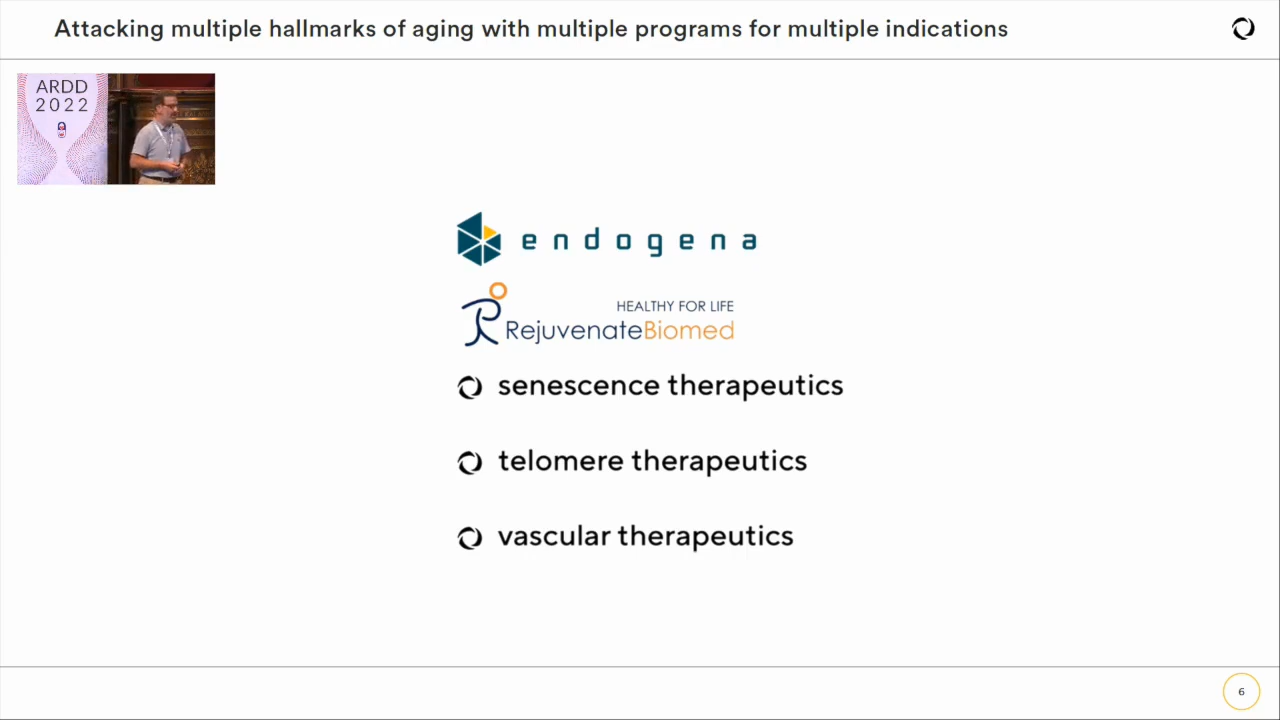 Attacking multiple hallmarks of aging with multiple programs for multiple indications
ARDD
2022
endogena
HEALTHY FOR LIFE
RejuvenateBiomed
senescence therapeutics
telomere therapeutics
vascular therapeutics
6